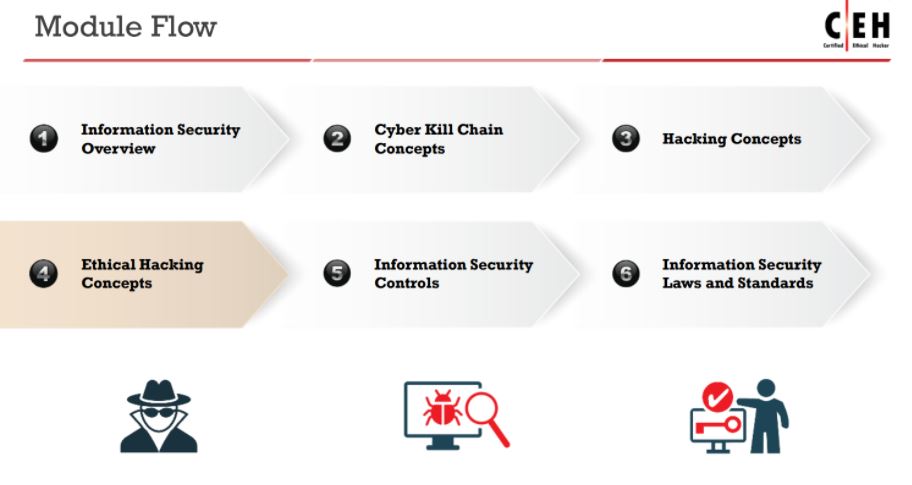 Module Flow
C|EH
Certified Ethical Hacker
1
Information Security
Overview
2
Cyber Kill Chain
Concepts
3
Hacking Concepts
4
Ethical Hacking
Concepts
5
Information Security
Controls
6
Information Security
Laws and Standards